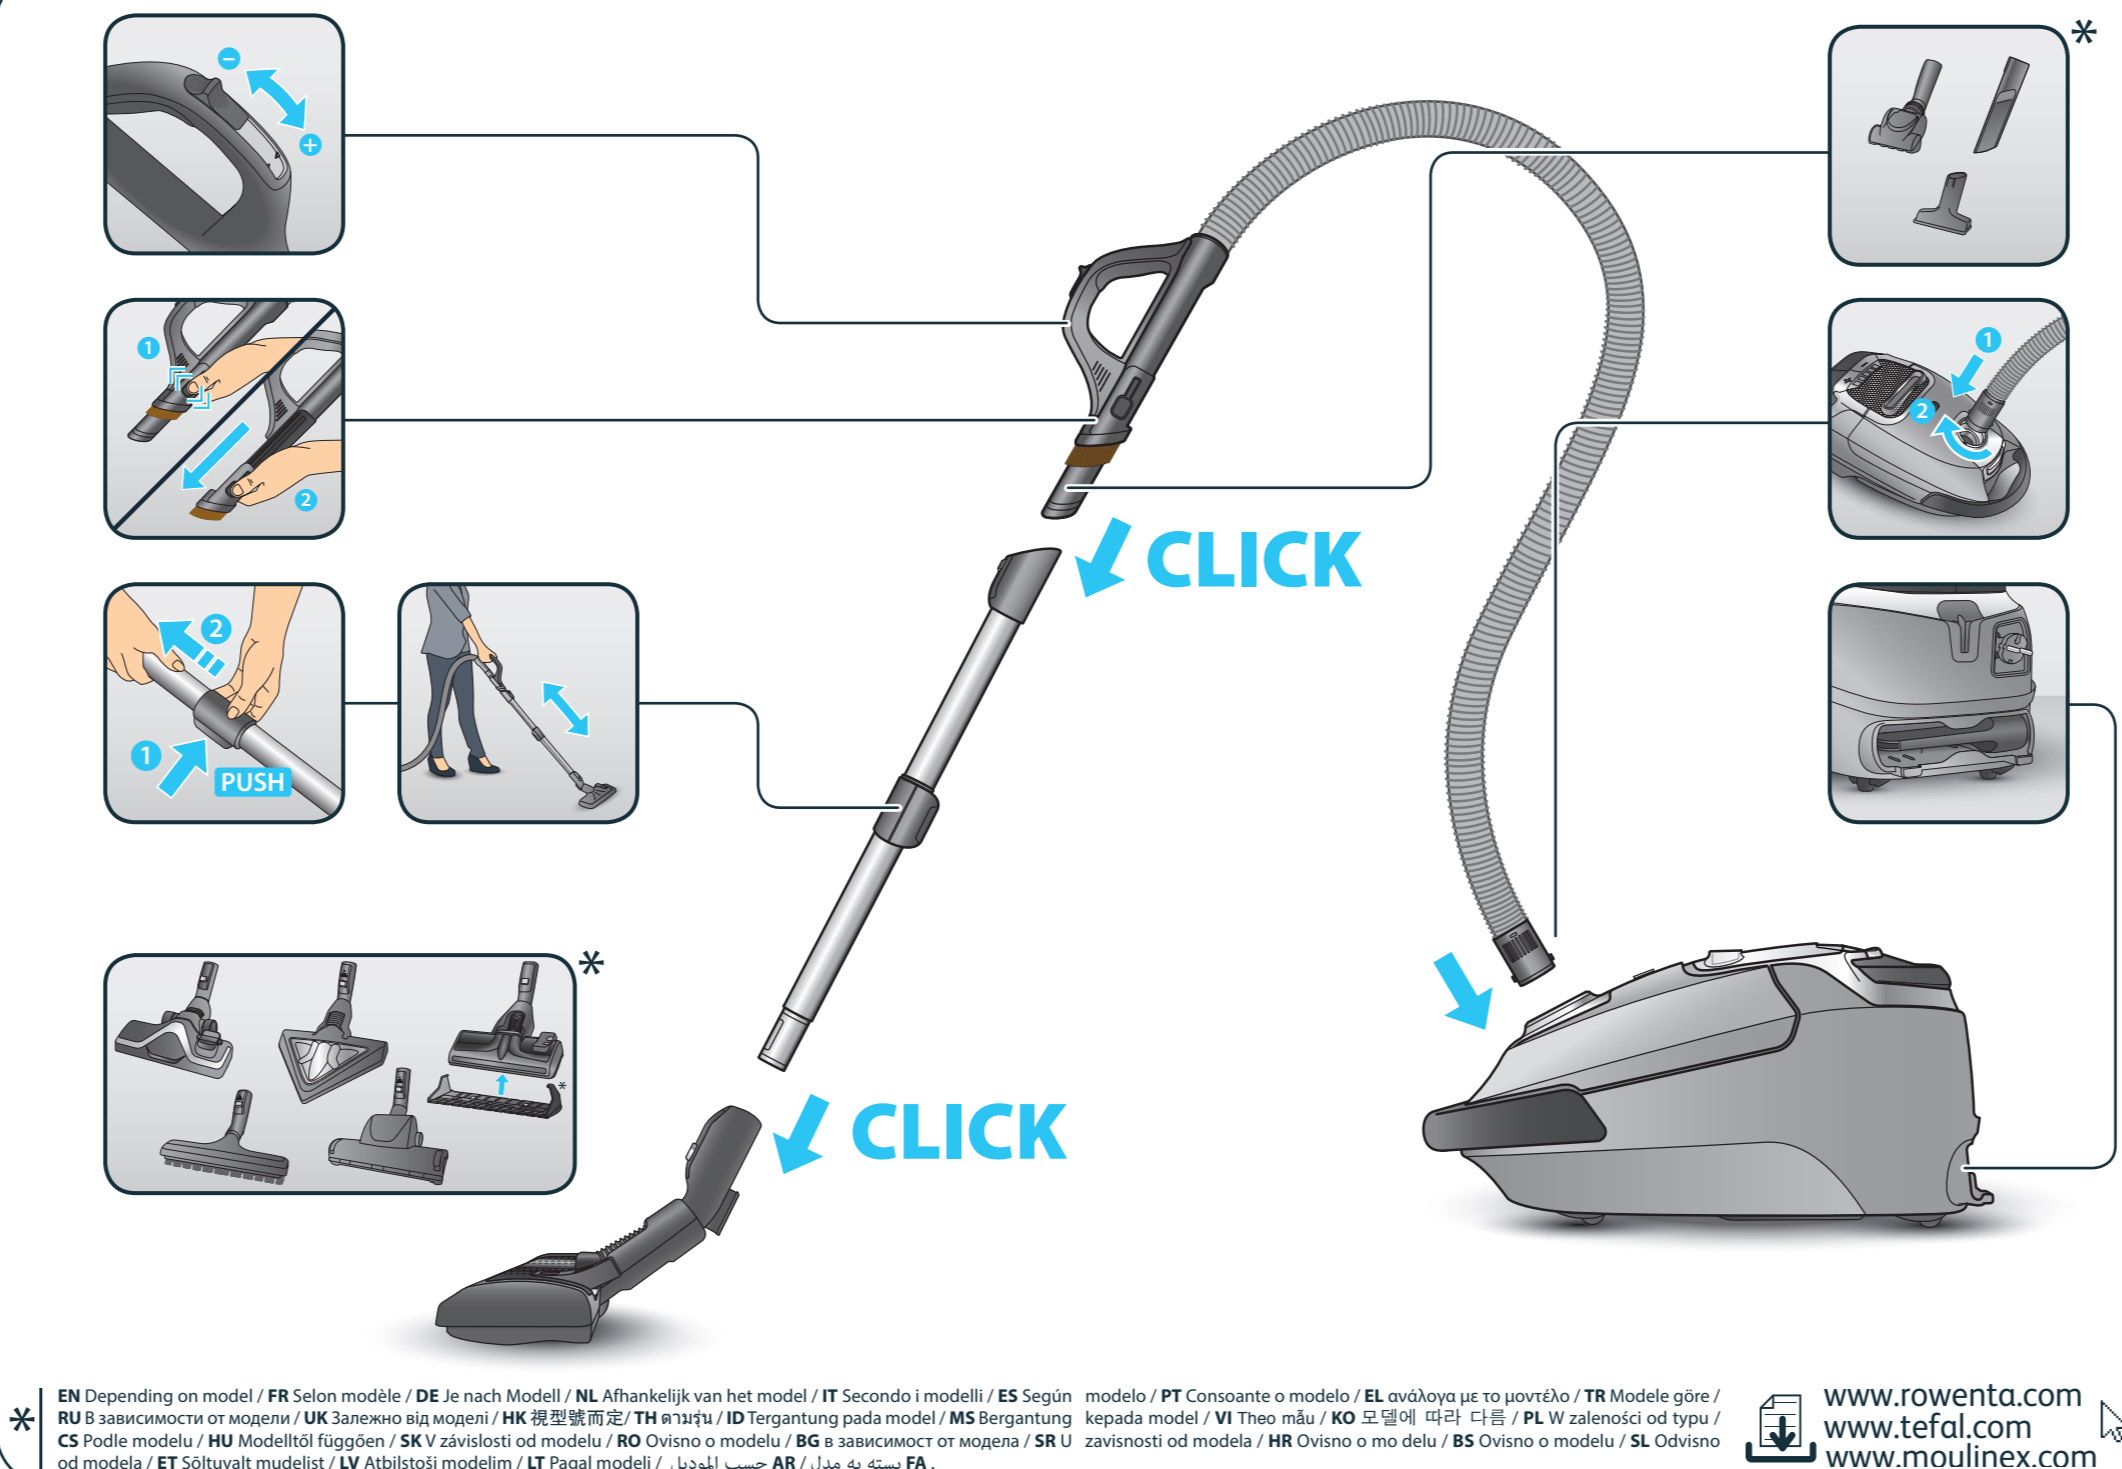 −
+
*
1
2
1
2
2
1
PUSH
CLICK
*
*
CLICK
* EN Depending on model / FR Selon modèle / DE Je nach Modell / NL Afhankelijk van het model / IT Secondo i modelli / ES Según modelo / PT Consoante o modelo / EL ανάλογα με το μοντέλο / TR Modele göre /
RU В зависимости от модели / UK Залежно від моделі / HK 視型號而定/ TH ตามรุ่น / ID Tergantung pada model / MS Bergantung kepada model / VI Theo mẫu / KO 모델에 따라 다름 / PL W zaleności od typu /
CS Podle modelu / HU Modelltől függően / SK V závislosti od modelu / RO Ovisno o modelu / BG в зависимост от модела / SR U zavisnosti od modela / HR Ovisno o mo delu / BS Ovisno o modelu / SL Odvisno
od modela / ET Sõltuvalt mudelist / LV Atbilstoši modelim / LT Pagal modelį / حسب الموديل AR / بسته به مدل FA .
www.rowenta.com
www.tefal.com
www.moulinex.com